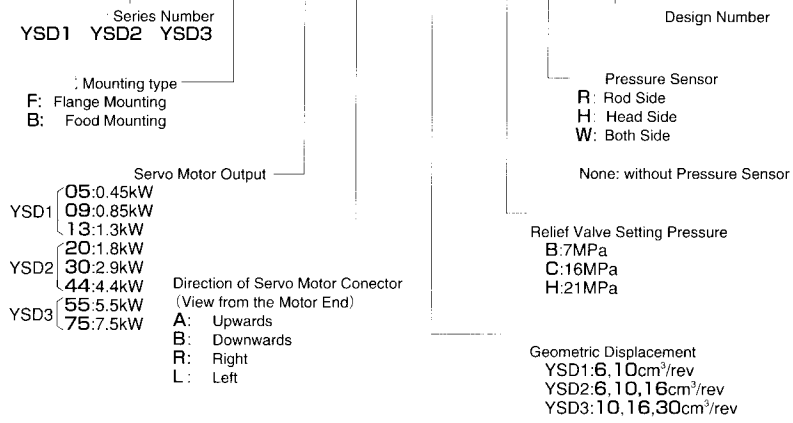 Series Number
YSD1 YSD2 YSD3
Mounting type
F: Flange Mounting
B: Food Mounting
Servo Motor Output
YSD1
05:0.45kW
09:0.85kW
13:1.3kW
YSD2
20:1.8kW
30:2.9kW
44:4.4kW
YSD3
55:5.5kW
75:7.5kW
Direction of Servo Motor Conector
(View from the Motor End)
A: Upwards
B: Downwards
R: Right
L: Left
Design Number
Pressure Sensor
R: Rod Side
H: Head Side
W: Both Side
None: without Pressure Sensor
Relief Valve Setting Pressure
B:7MPa
C:16MPa
H:21MPa
Geometric Displacement
YSD1:6,10cm³/rev
YSD2:6,10,16cm³/rev
YSD3:10,16,30cm³/rev